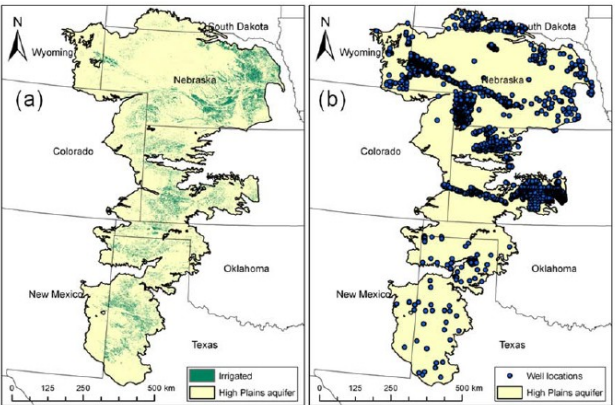 N
South Dakota
Wyoming
Nebraska
(a)
Colorado
Kansas
Oklahoma
New Mexico
Texas
Irrigated
High Plains aquifer
0 125 250 500 km
N
South Dakota
Wyoming
Nebraska
(b)
Colorado
Kansas
Oklahoma
New Mexico
Texas
Well locations
High Plains aquifer
0 125 250 500 km